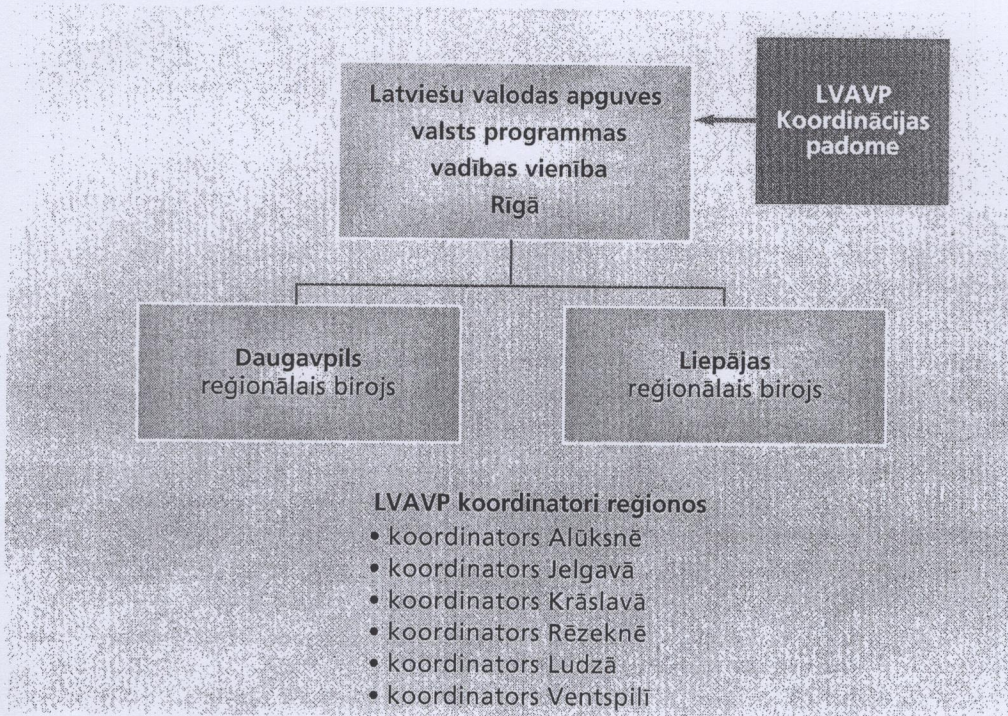 Latviešu valodas apguves
valsts programmas
vadības vienība
Rīgā
LVAVP
Koordinācijas
padome
Daugavpils
reģionālais birojs
Liepājas
reģionālais birojs
LVAVP koordinatori reģionos
• koordinators Alūksnē
• koordinators Jelgavā
• koordinators Krāslavā
• koordinators Rēzeknē
• koordinators Ludzā
• koordinators Ventspilī